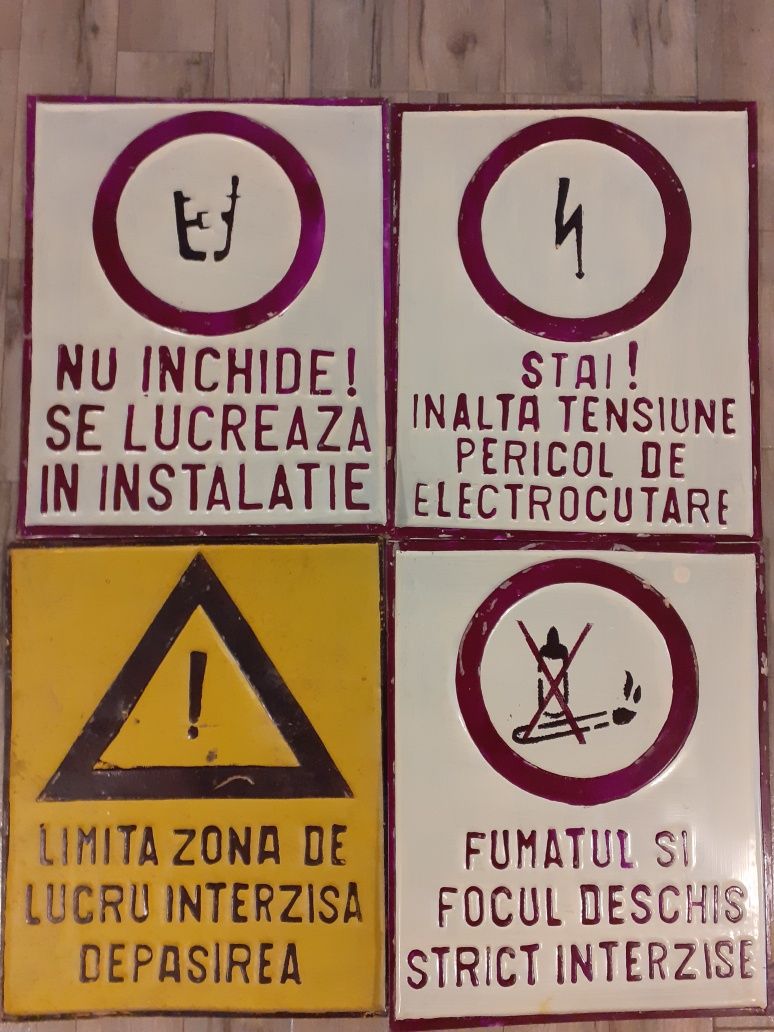 NU INCHIDE!
SE LUCREAZA
IN INSTALATIE
STAI!
INALTA TENSIUNE
PERICOL DE
ELECTROCUTARE
!
LIMITA ZONA DE
LUCRU INTERZISA
DEPASIREA
FUMATUL SI
FOCUL DESCHIS
STRICT INTERZISE